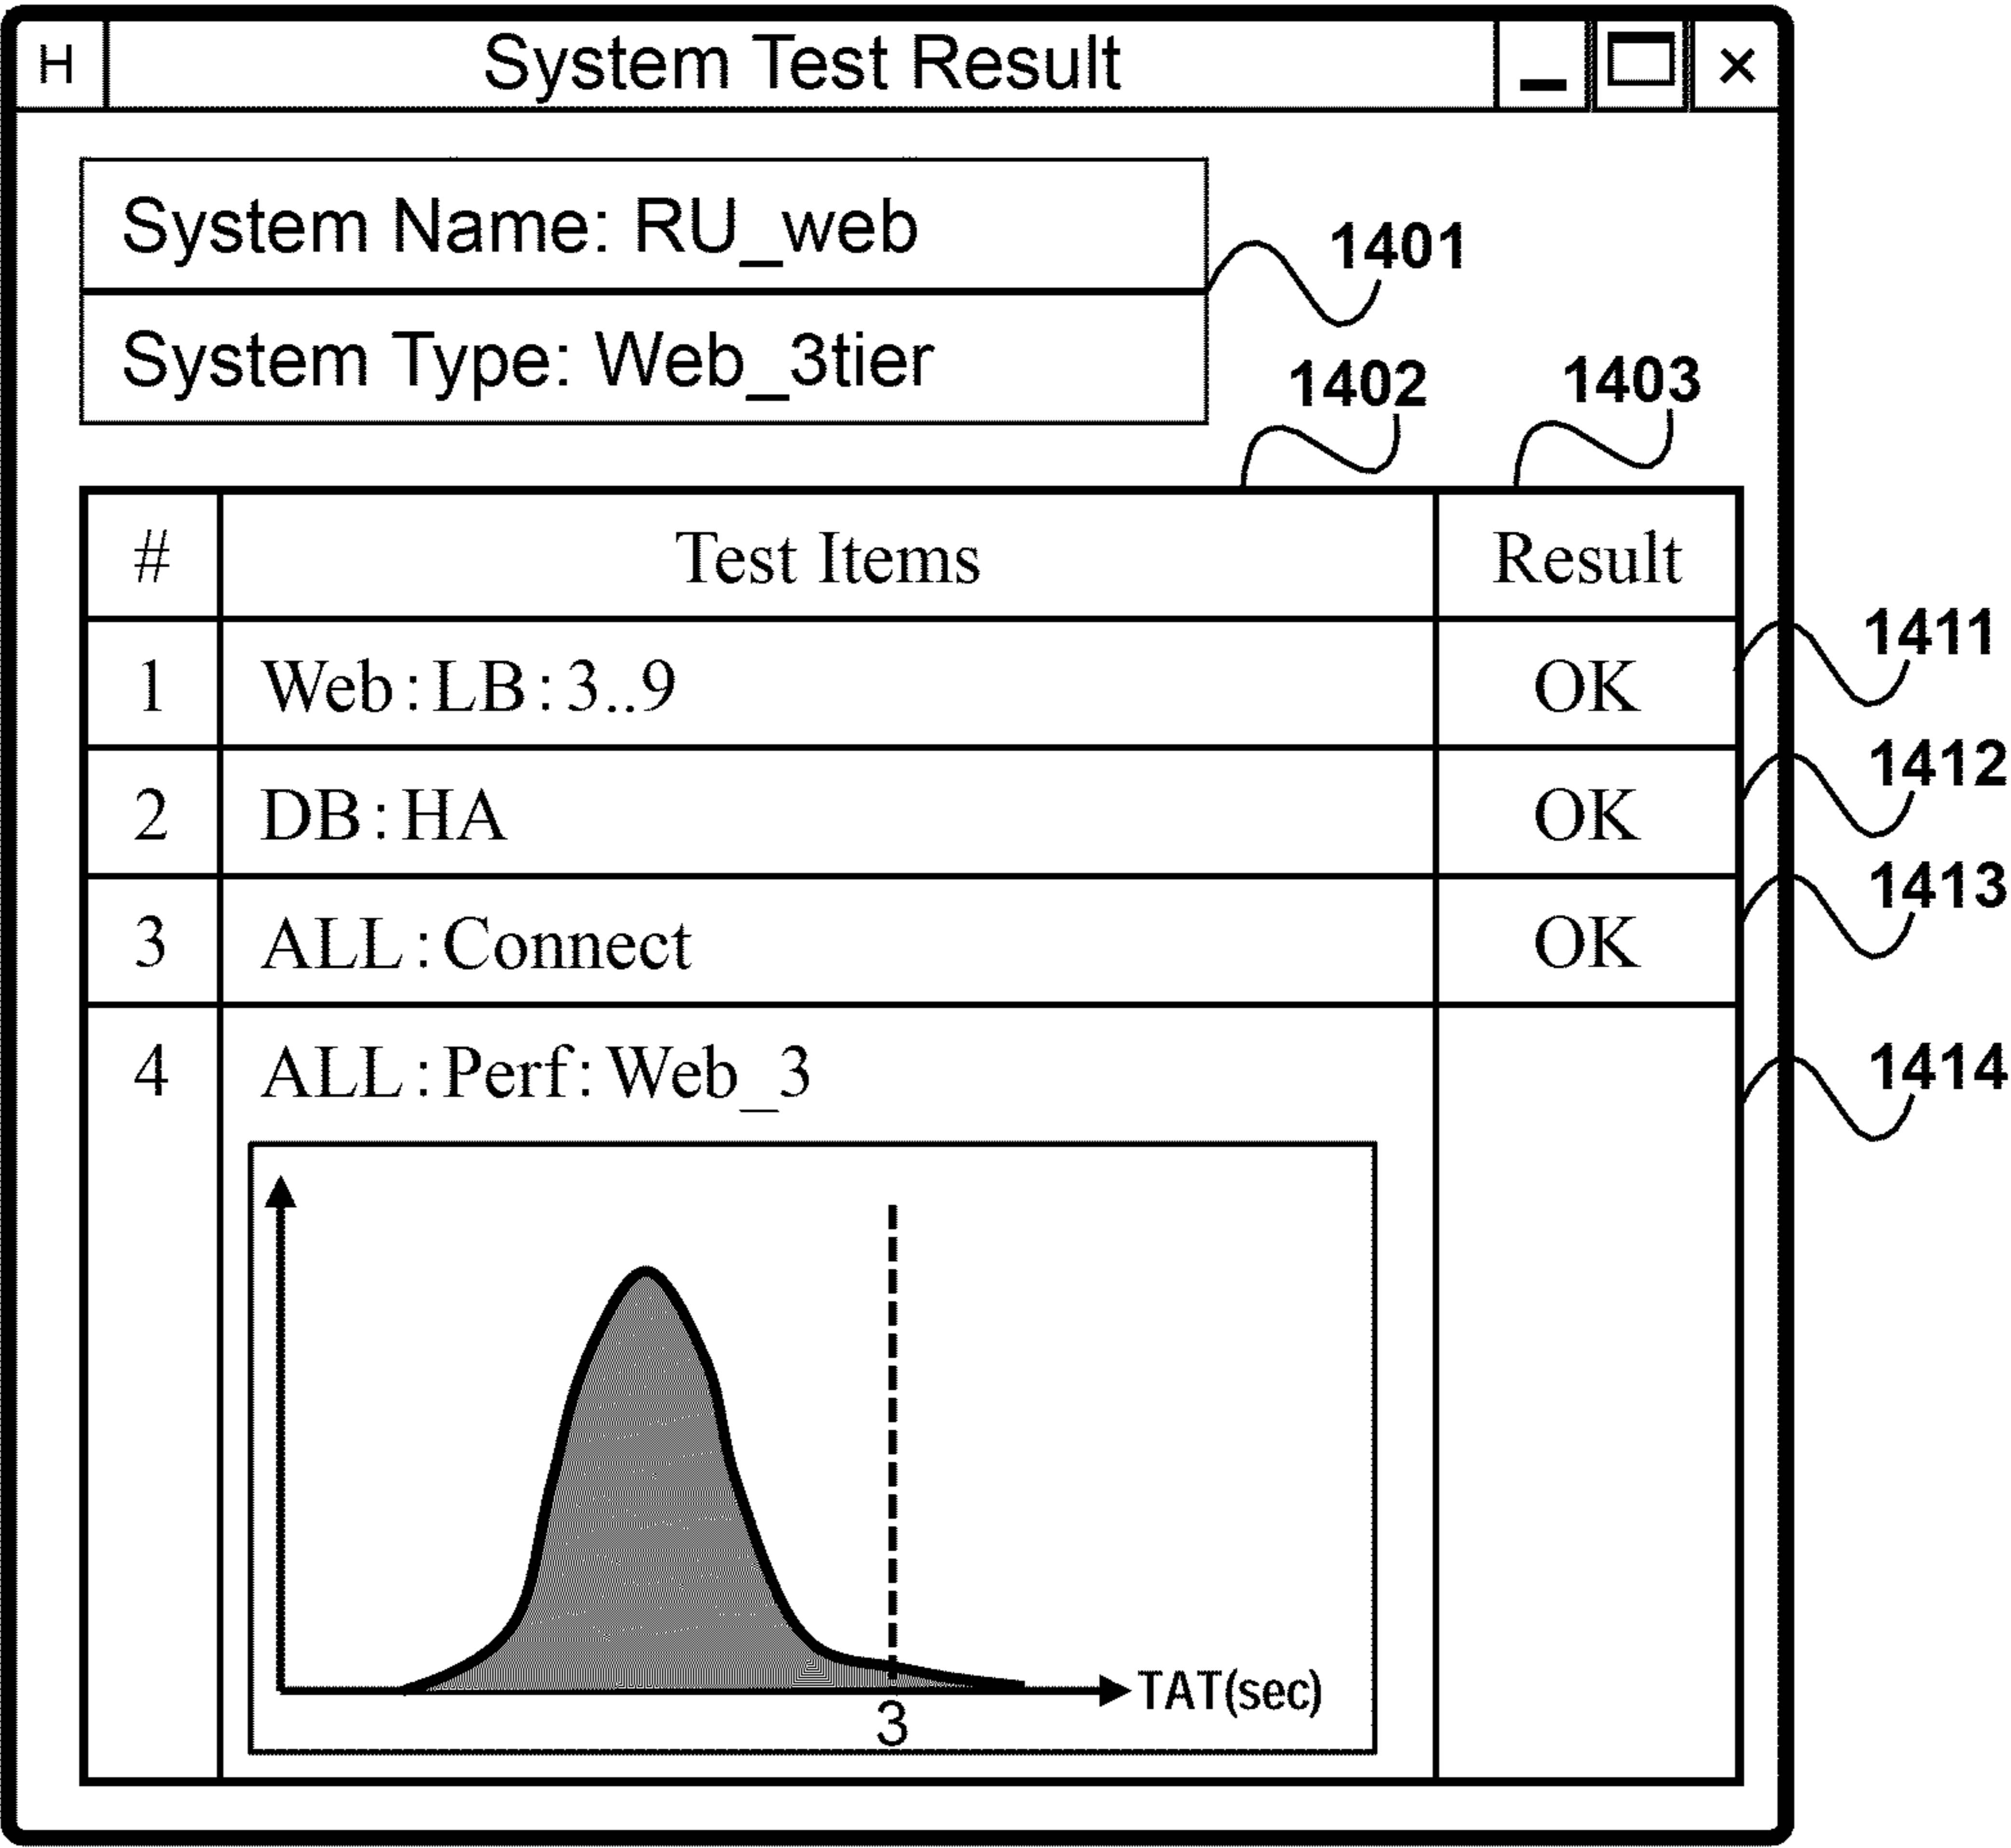 H System Test Result
System Name: RU_web
1401
System Type: Web_3tier
1402 1403
# Test Items Result
1 Web:LB:3..9 OK 1411
2 DB:HA OK 1412
3 ALL:Connect OK 1413
4 ALL:Perf:Web_3 1414
TAT(sec)
3